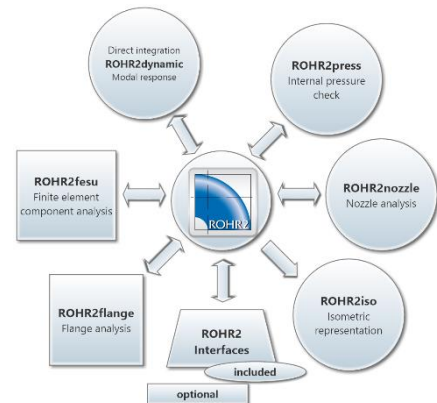 Direct integration
ROHR2dynamic
Modal response
ROHR2press
Internal pressure
check
ROHR2fesu
Finite element
component analysis
ROHR2
ROHR2nozzle
Nozzle analysis
ROHR2flange
Flange analysis
ROHR2
Interfaces
included
optional
ROHR2iso
Isometric
representation